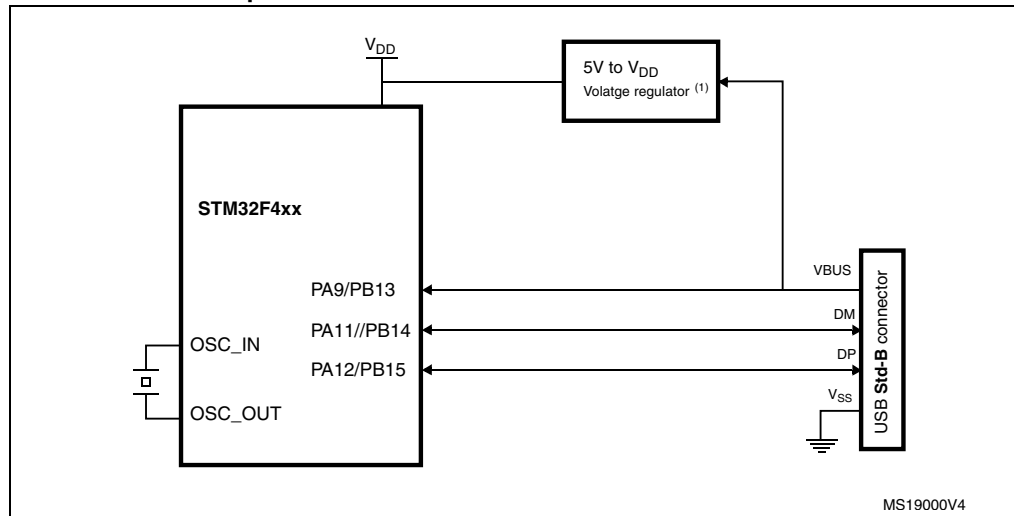 VDD
5V to VDD
Volatge regulator (1)
STM32F4xx
PA9/PB13
PA11//PB14
PA12/PB15
OSC_IN
OSC_OUT
VBUS
DM
DP
VSS
USB Std-B connector
MS19000V4